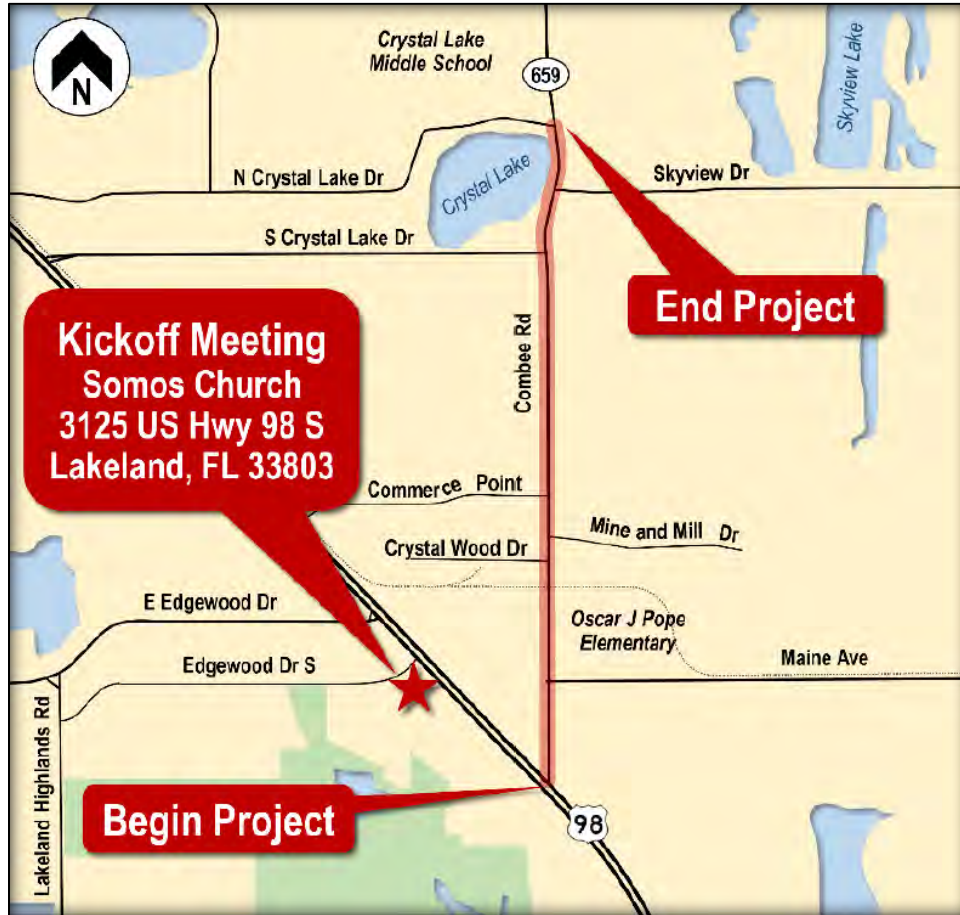 N
Crystal Lake
Middle School
659
Skyview Lake
N Crystal Lake Dr
Crystal Lake
Skyview Dr
S Crystal Lake Dr
End Project
Kickoff Meeting
Somos Church
3125 US Hwy 98 S
Lakeland, FL 33803
Combee Rd
Commerce Point
Mine and Mill Dr
Crystal Wood Dr
E Edgewood Dr
Oscar J Pope
Elementary
Edgewood Dr S
Maine Ave
Lakeland Highlands Rd
Begin Project
98